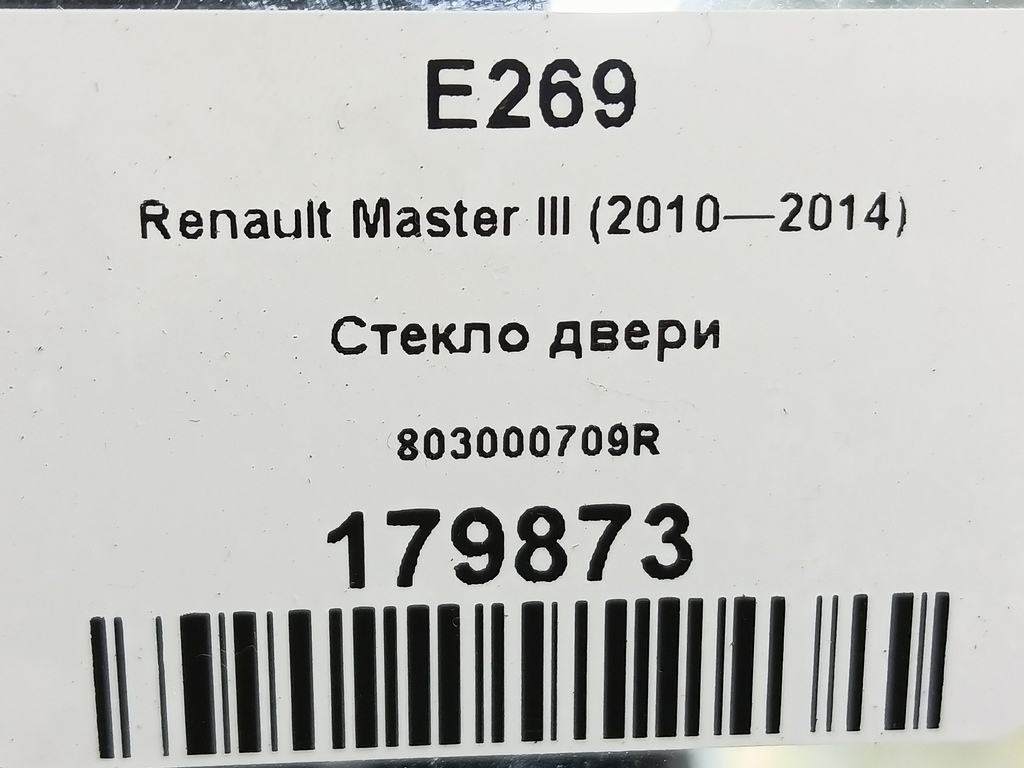 E269
Renault Master III (2010—2014)
Стекло двери
803000709R
179873